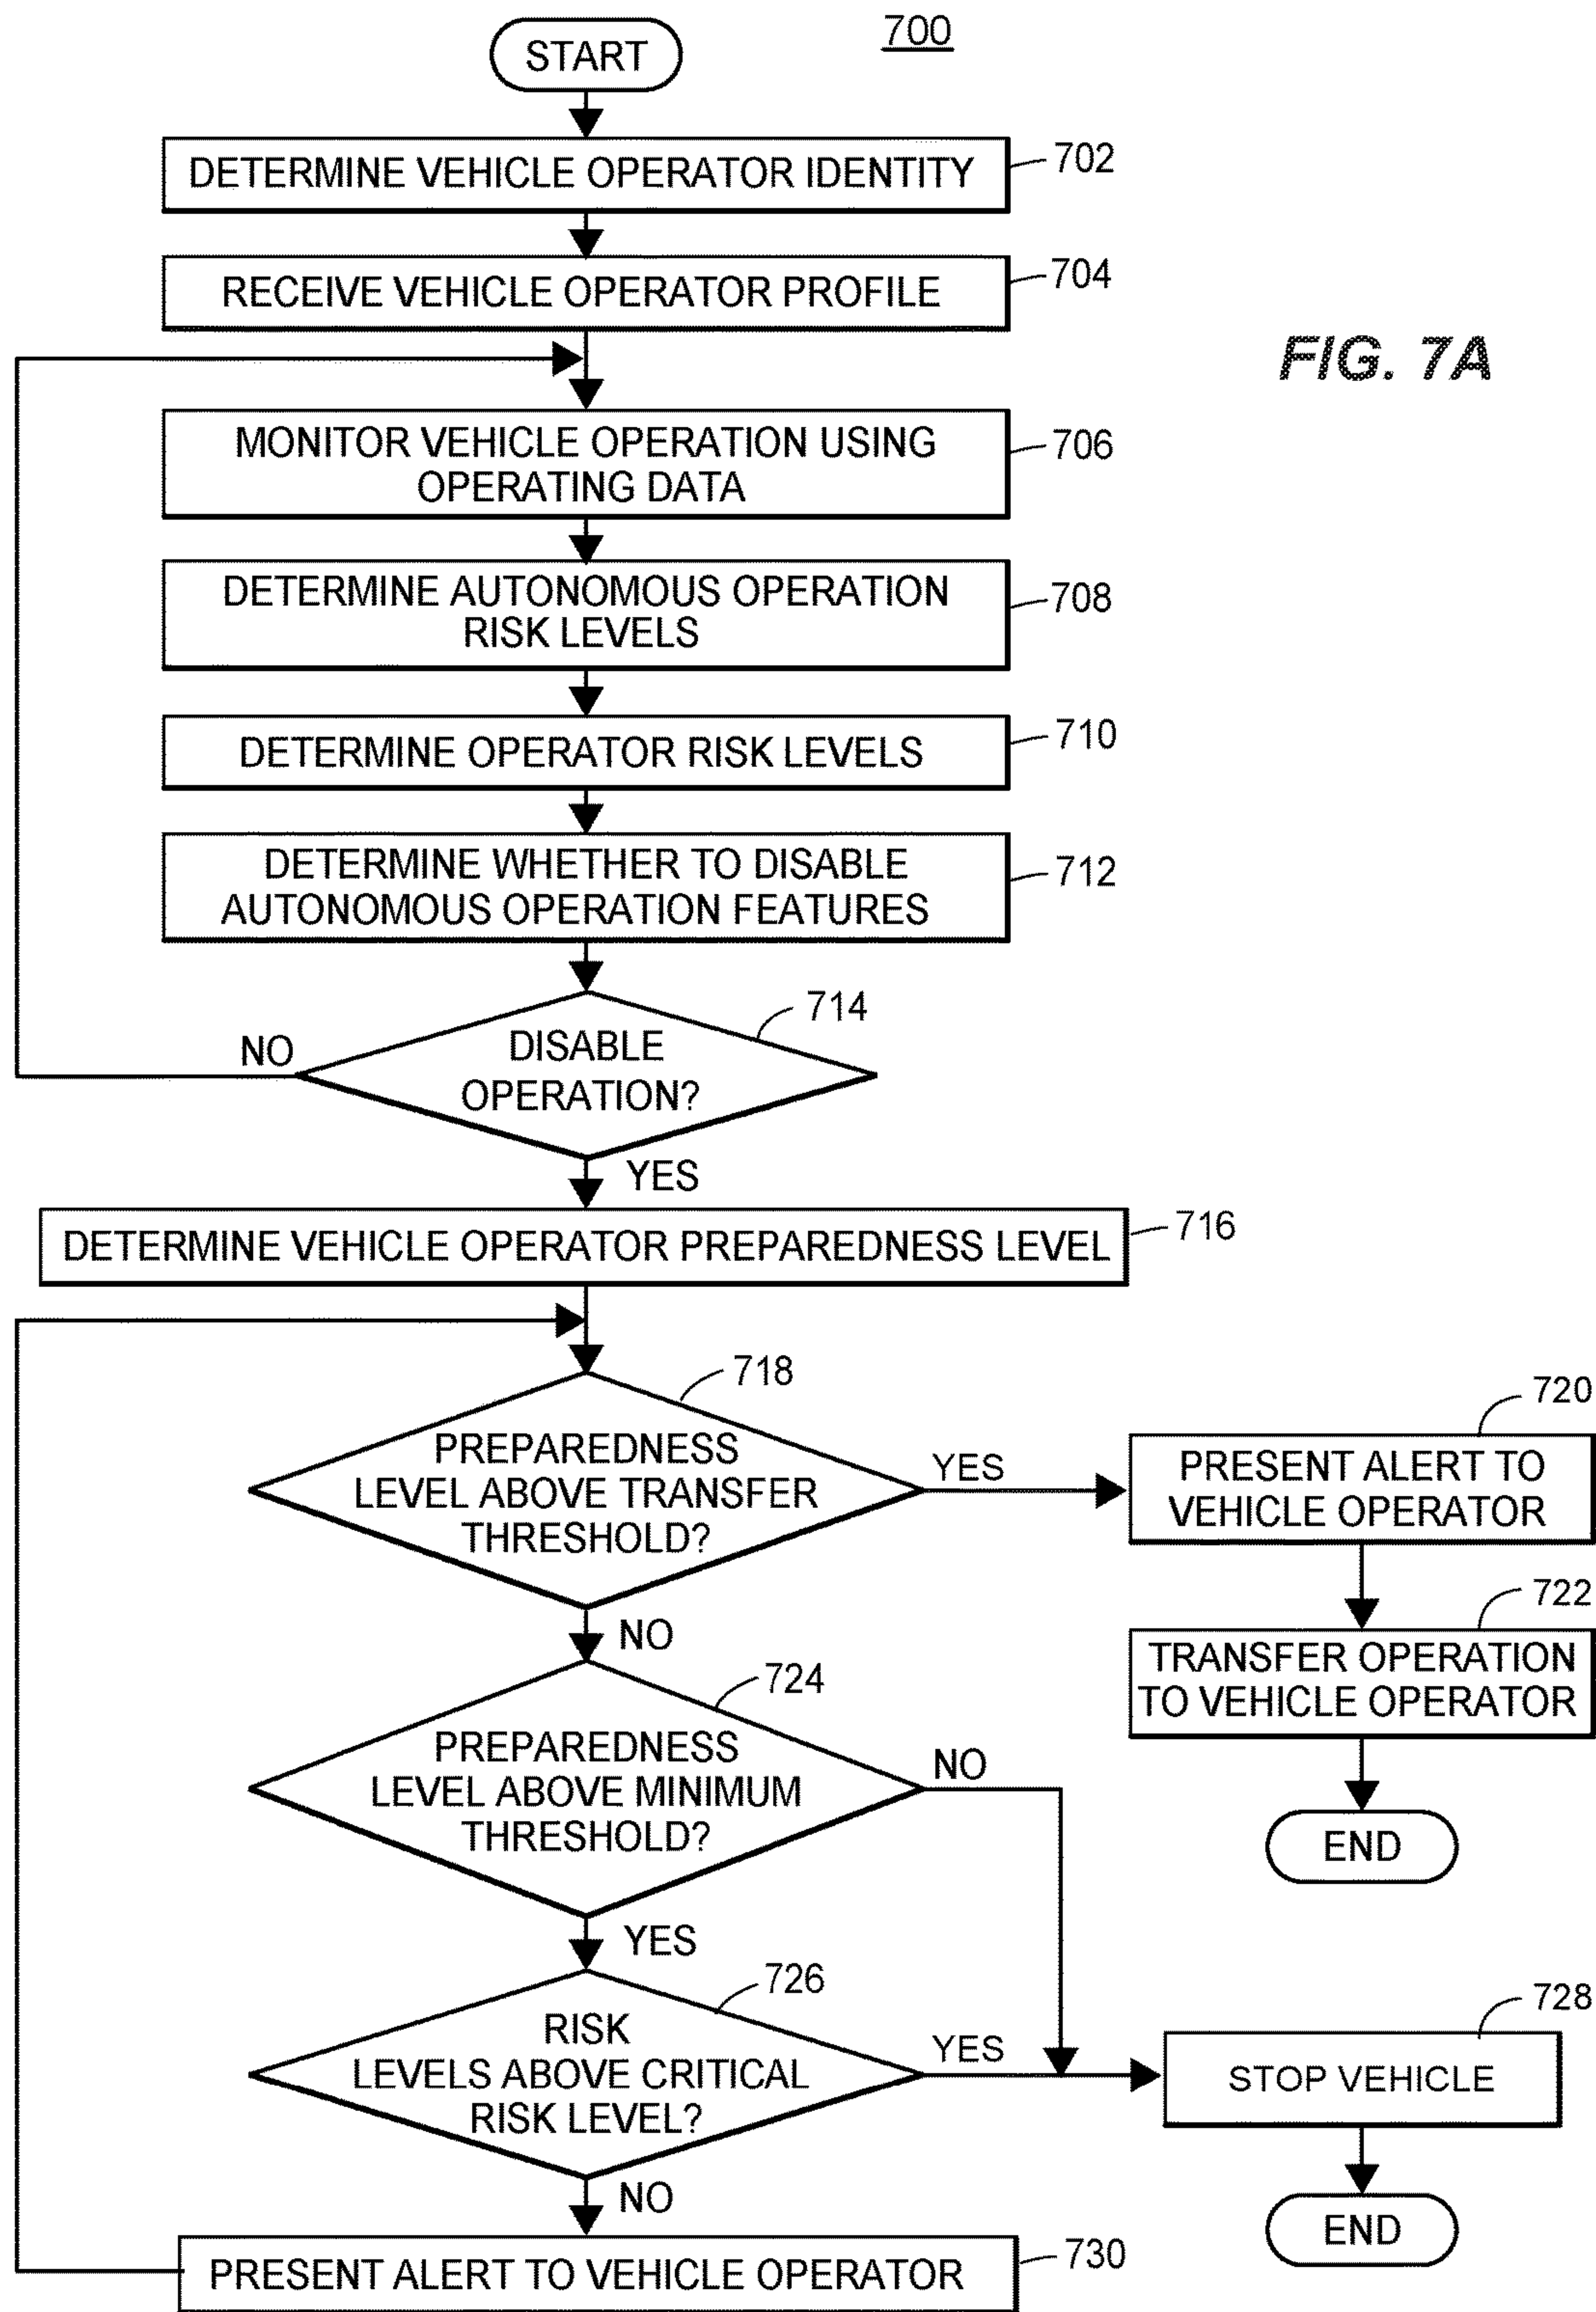 700
START
DETERMINE VEHICLE OPERATOR IDENTITY
702
RECEIVE VEHICLE OPERATOR PROFILE
704
FIG. 7A
MONITOR VEHICLE OPERATION USING
OPERATING DATA
706
DETERMINE AUTONOMOUS OPERATION
RISK LEVELS
708
DETERMINE OPERATOR RISK LEVELS
710
DETERMINE WHETHER TO DISABLE
AUTONOMOUS OPERATION FEATURES
712
714
DISABLE
OPERATION?
NO
YES
DETERMINE VEHICLE OPERATOR PREPAREDNESS LEVEL
716
718
PREPAREDNESS
LEVEL ABOVE TRANSFER
THRESHOLD?
YES
720
PRESENT ALERT TO
VEHICLE OPERATOR
722
TRANSFER OPERATION
TO VEHICLE OPERATOR
END
NO
724
PREPAREDNESS
LEVEL ABOVE MINIMUM
THRESHOLD?
NO
YES
726
RISK
LEVELS ABOVE CRITICAL
RISK LEVEL?
YES
728
STOP VEHICLE
END
NO
PRESENT ALERT TO VEHICLE OPERATOR
730